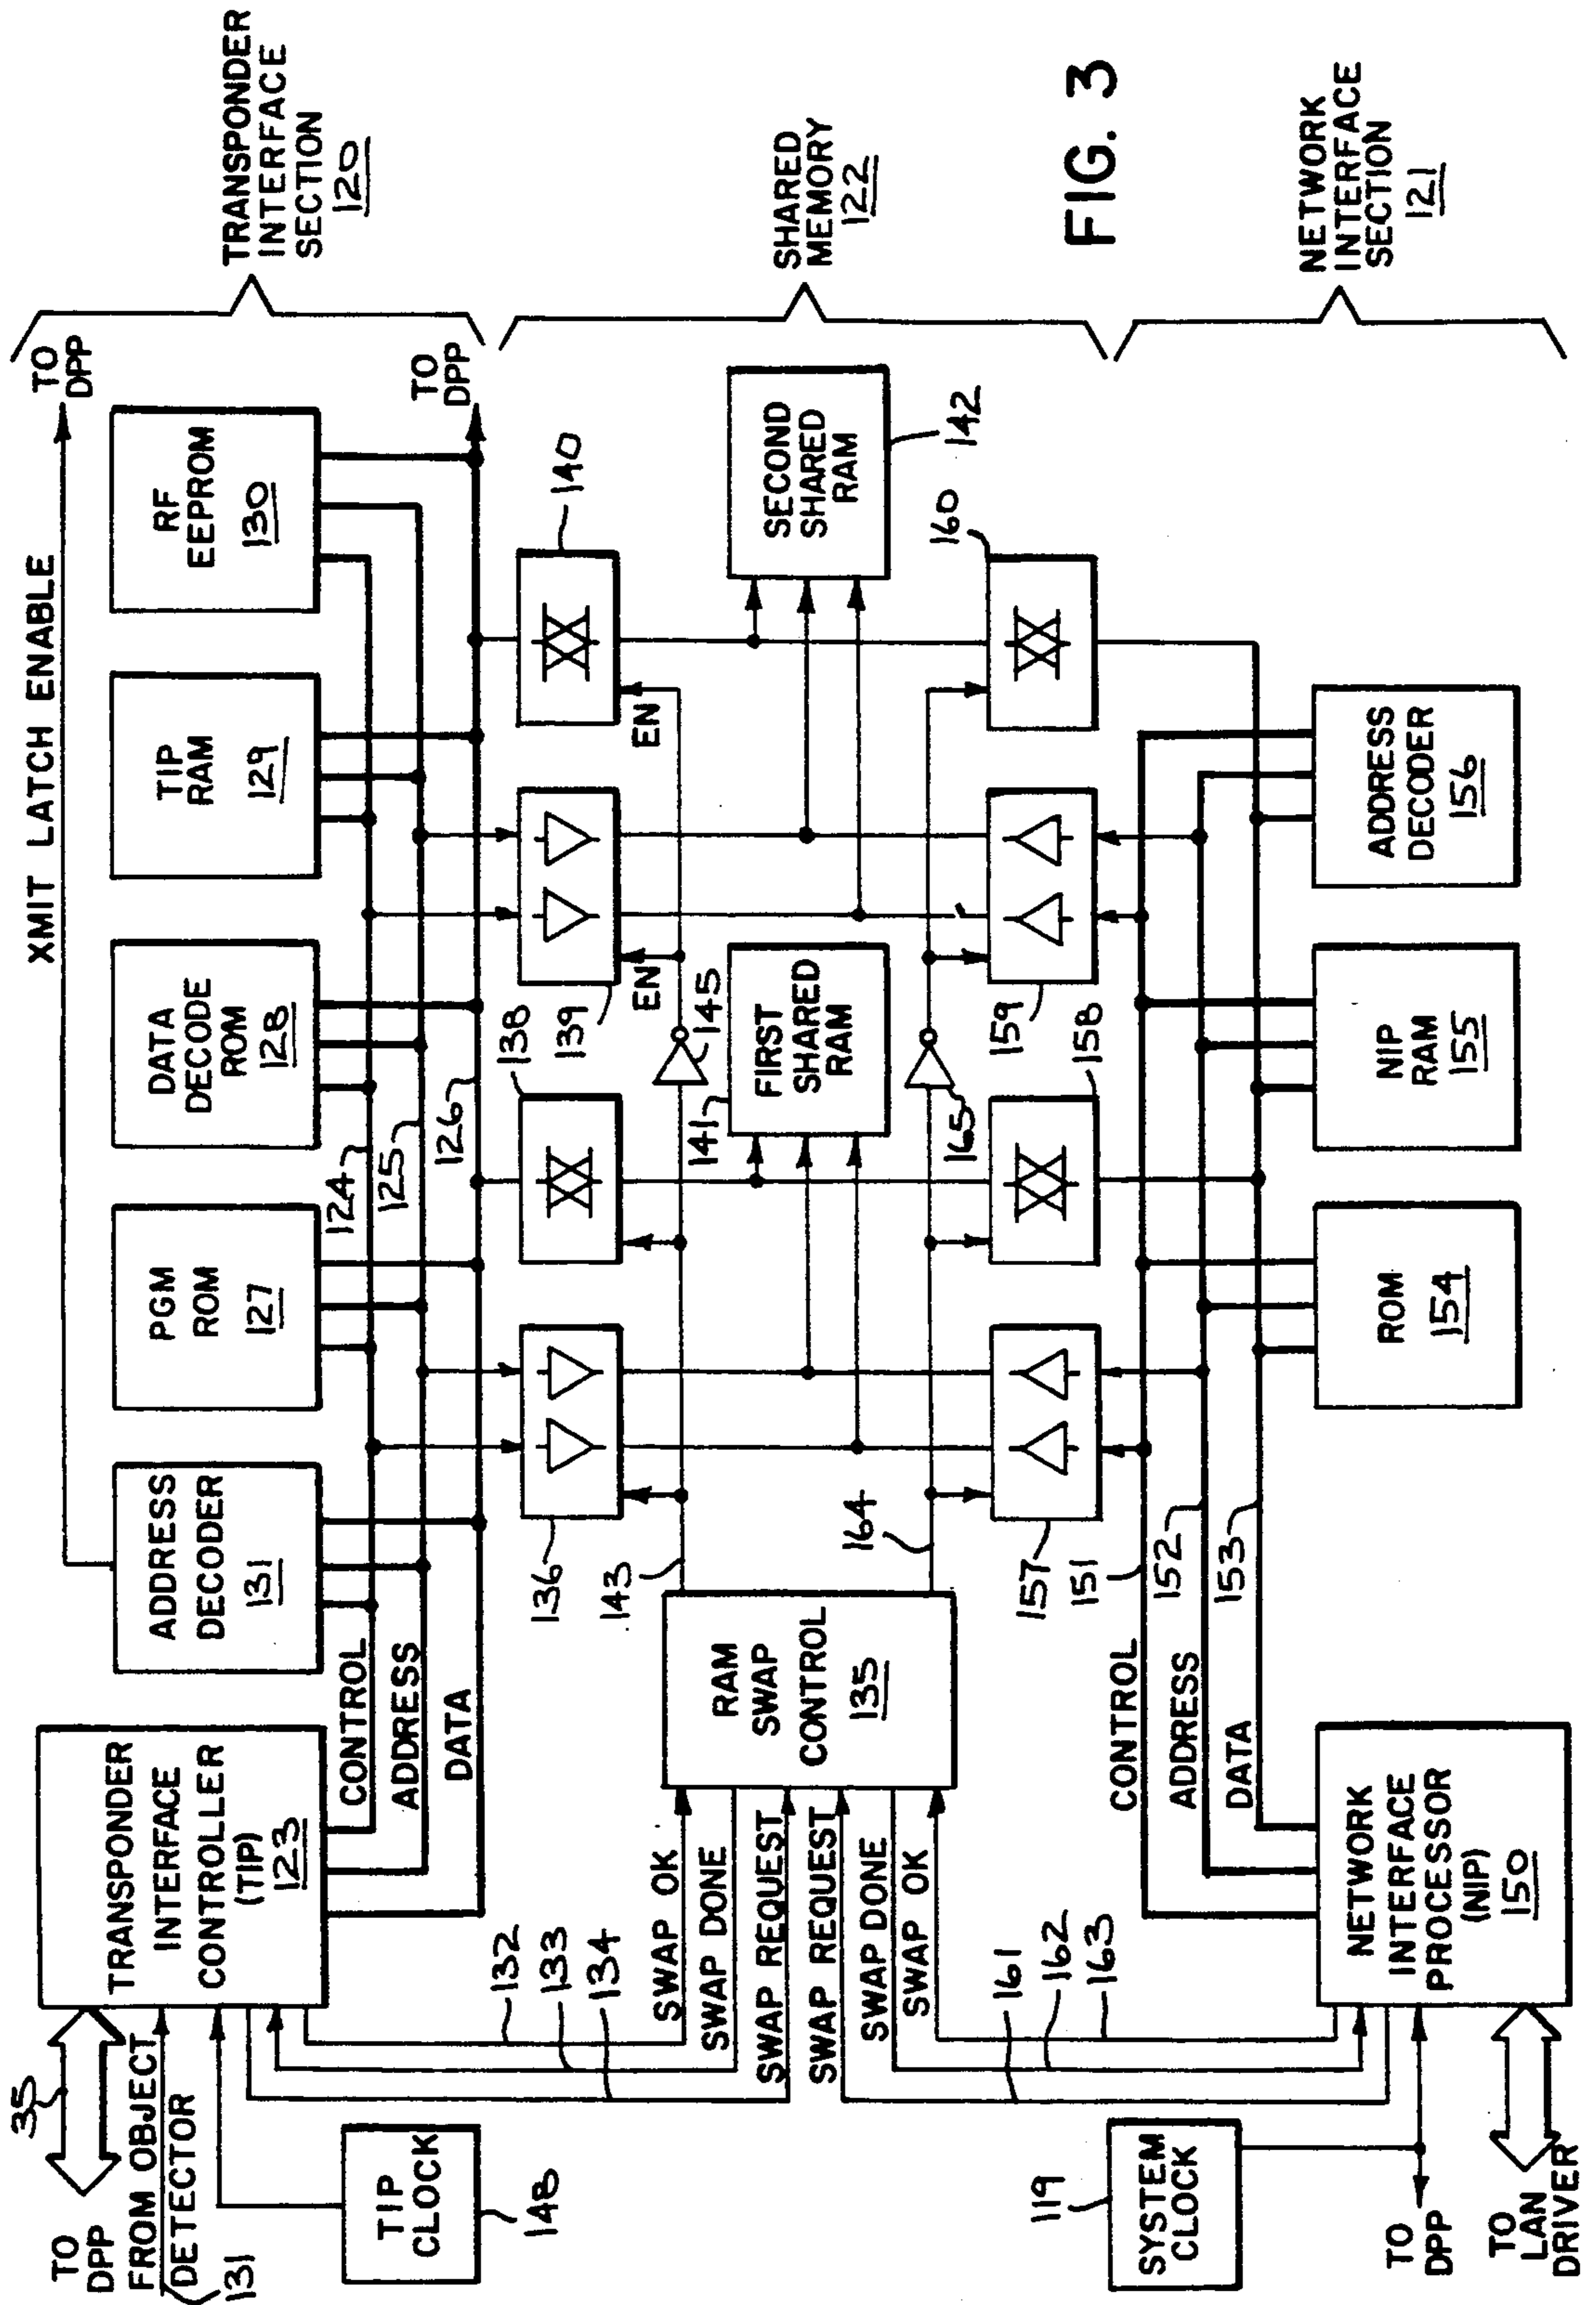 TRANSPONDER
INTERFACE
SECTION
120
SHARED
MEMORY
122
FIG. 3
NETWORK
INTERFACE
SECTION
121
XMIT LATCH ENABLE
TO
DPP
TO
DPP
ADDRESS
DECODER
131
PGM
ROM
127
DATA
DECODE
ROM
128
TIP
RAM
129
RF
EEPROM
130
35
TO
DPP
FROM OBJECT
DETECTOR
131
TRANSPONDER
INTERFACE
CONTROLLER
(TIP)
123
CONTROL
ADDRESS
DATA
124
125
126
TIP
CLOCK
148
132
133
134
SWAP OK
SWAP DONE
SWAP REQUEST
SWAP REQUEST
SWAP DONE
SWAP OK
161
162
163
RAM
SWAP
CONTROL
135
136
143
138
139
EN
145
EN
140
141
FIRST
SHARED
RAM
SECOND
SHARED
RAM
142
164
165
157
158
159
160
151
152
153
CONTROL
ADDRESS
DATA
119
SYSTEM
CLOCK
TO
DPP
TO
LAN
DRIVER
NETWORK
INTERFACE
PROCESSOR
(NIP)
150
ROM
154
NIP
RAM
155
ADDRESS
DECODER
156